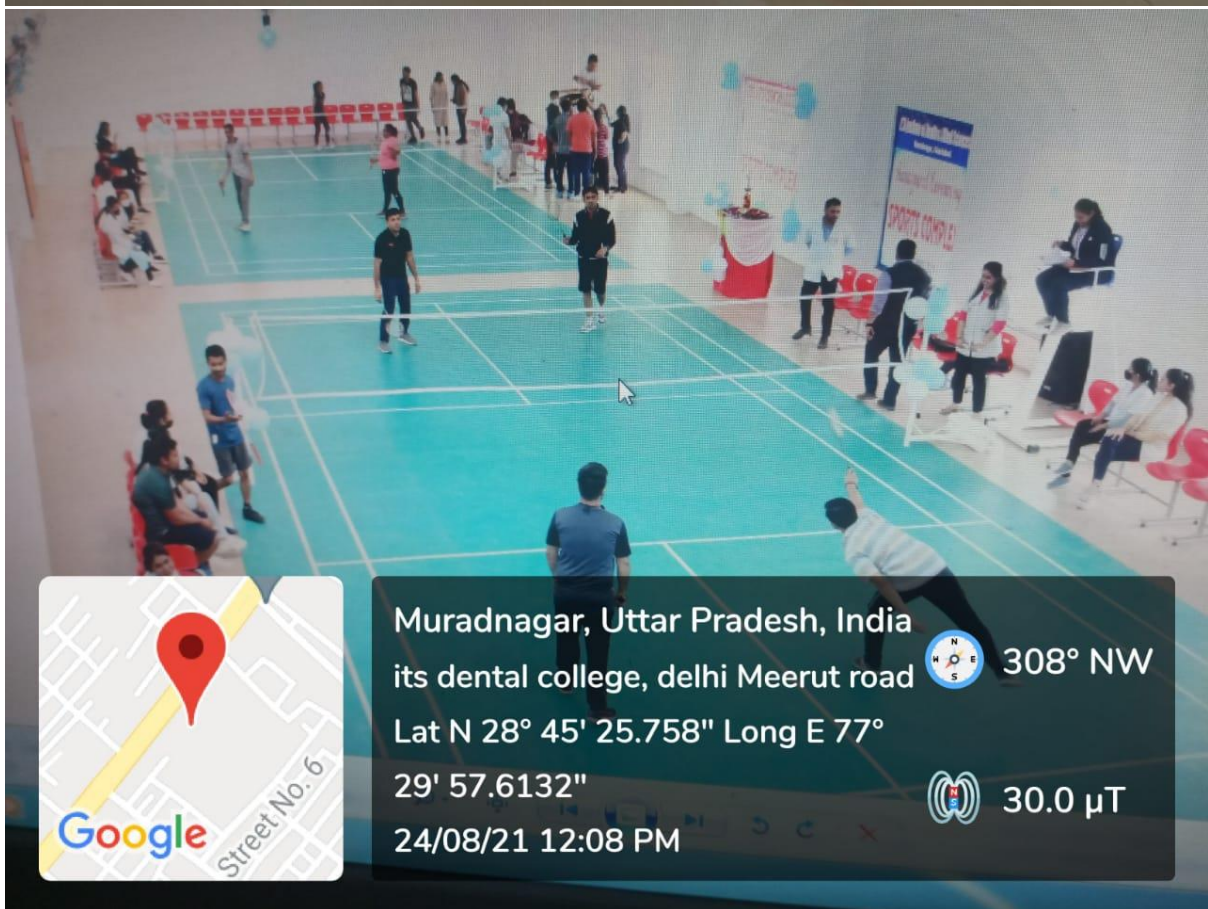 SPORTS COMPLE
Muradnagar, Uttar Pradesh, India
its dental college, delhi Meerut road
Lat N 28° 45' 25.758" Long E 77°
29' 57.6132"
24/08/21 12:08 PM
N
W
E
S
308° NW
N
S
30.0 μT
Google
Street No. 6